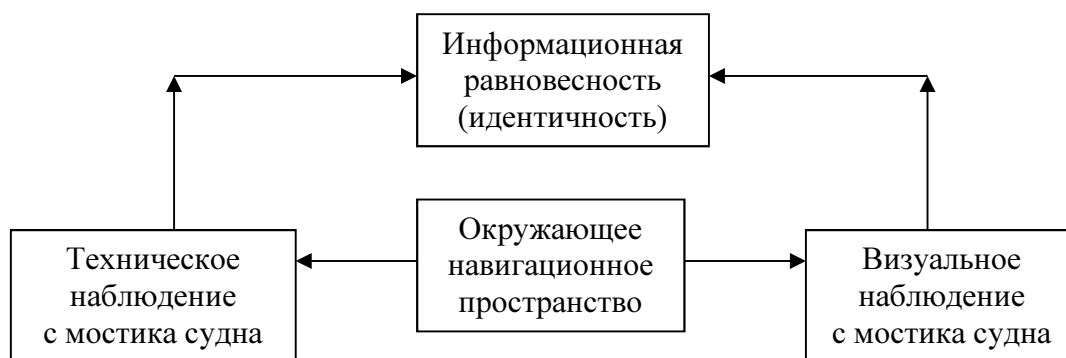 Информационная
равновесность
(идентичность)
Окружающее
навигационное
пространство
Техническое
наблюдение
с мостика судна
Визуальное
наблюдение
с мостика судна